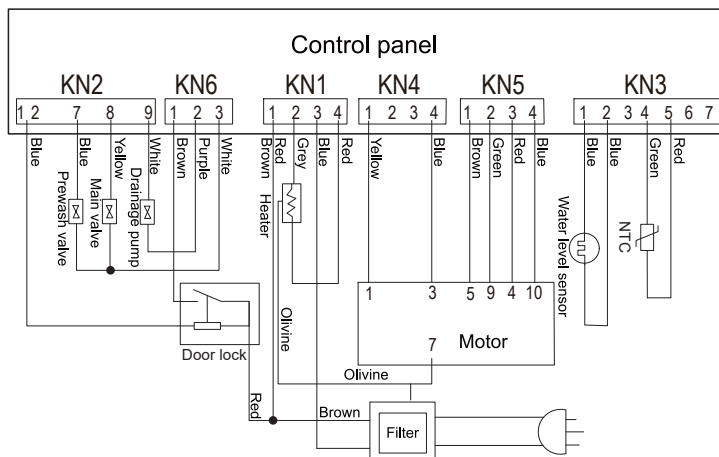 Control panel
KN2 KN6 KN1 KN4 KN5 KN3
1 2 7 8 9 1 2 3 1 2 3 4 1 2 3 4 1 2 3 4 1 2 3 4 5 6 7
Blue
Blue
Yellow
White
Brown
Purple
White
Brown
Red
Grey
Blue
Red
Yellow
Blue
Brown
Green
Red
Blue
Blue
Blue
Green
Red
Prewash valve
Main valve
Drainage pump
Heater
Water level sensor
NTC
1 3 5 9 4 10
7 Motor
Door lock
Olivine
Olivine
Red
Brown
Filter